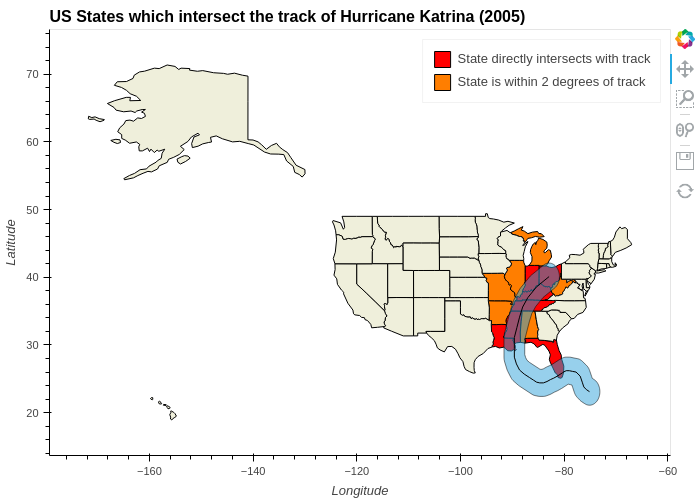 US States which intersect the track of Hurricane Katrina (2005)
State directly intersects with track
State is within 2 degrees of track
70
60
50
40
30
20
Latitude
−160
−140
−120
−100
−80
−60
Longitude